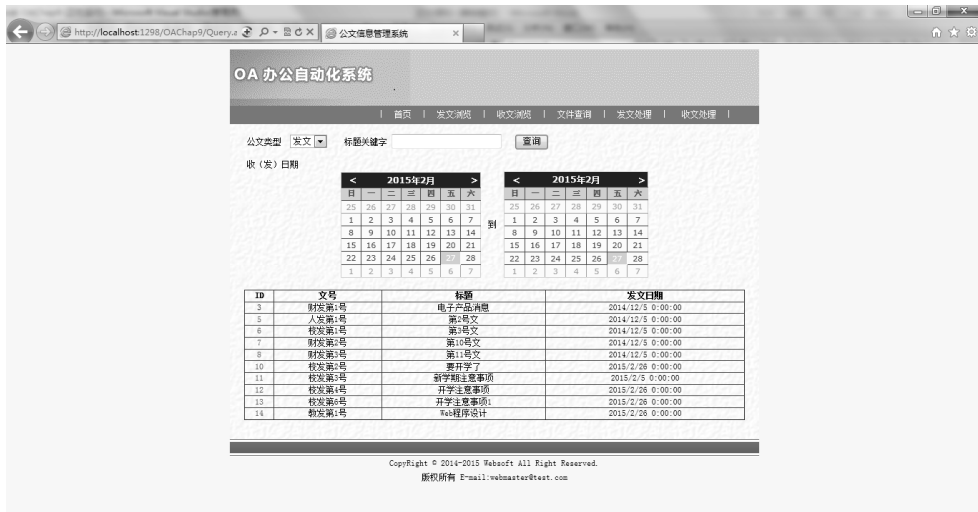 http://localhost:1298/OAChap9/Query.a
公文信息管理系统
OA 办公自动化系统
| 首页 | 发文浏览 | 收文浏览 | 文件查询 | 发文处理 | 收文处理 |
公文类型 发文 标题关键字 查询
收（发）日期
< 2015年2月 > < 2015年2月 >
日 一 二 三 四 五 六 日 一 二 三 四 五 六
25 26 27 28 29 30 31 25 26 27 28 29 30 31
1 2 3 4 5 6 7 到 1 2 3 4 5 6 7
8 9 10 11 12 13 14 8 9 10 11 12 13 14
15 16 17 18 19 20 21 15 16 17 18 19 20 21
22 23 24 25 26 27 28 22 23 24 25 26 27 28
1 2 3 4 5 6 7 1 2 3 4 5 6 7
ID 文号 标题 发文日期
3 财发第1号 电子产品消息 2014/12/5 0:00:00
5 人发第1号 第2号文 2014/12/5 0:00:00
6 校发第1号 第3号文 2014/12/5 0:00:00
7 财发第2号 第10号文 2014/12/5 0:00:00
8 财发第3号 第11号文 2014/12/5 0:00:00
10 校发第2号 要开学了 2015/2/26 0:00:00
11 校发第3号 新学期注意事项 2015/2/5 0:00:00
12 校发第4号 开学注意事项 2015/2/26 0:00:00
13 校发第6号 开学注意事项1 2015/2/26 0:00:00
14 教发第1号 Web程序设计 2015/2/26 0:00:00
CopyRight © 2014-2015 Websoft All Right Reserved.
版权所有 E-mail:webmaster@test.com